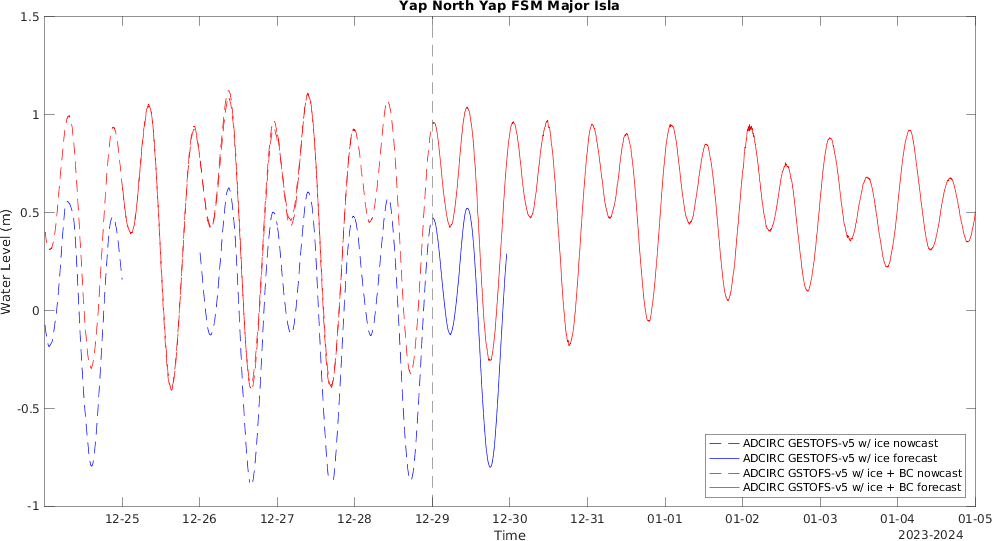 Yap North Yap FSM Major Isla
1.5
1
0.5
0
-0.5
-1
Water Level (m)
12-25
12-26
12-27
12-28
12-29
12-30
12-31
01-01
01-02
01-03
01-04
01-05
Time
2023-2024
ADCIRC GESTOFS-v5 w/ ice nowcast
ADCIRC GESTOFS-v5 w/ ice forecast
ADCIRC GSTOFS-v5 w/ ice + BC nowcast
ADCIRC GSTOFS-v5 w/ ice + BC forecast